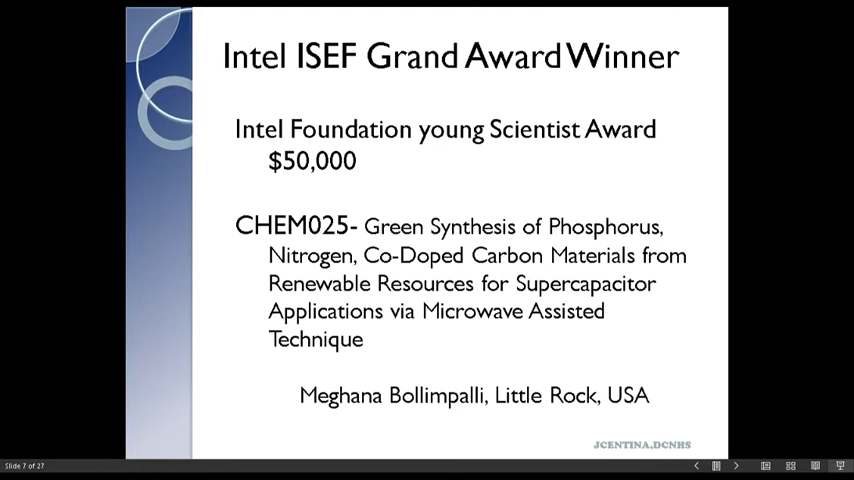 Intel ISEF Grand Award Winner
Intel Foundation young Scientist Award
$50,000
CHEM025- Green Synthesis of Phosphorus,
Nitrogen, Co-Doped Carbon Materials from
Renewable Resources for Supercapacitor
Applications via Microwave Assisted
Technique
Meghana Bollimpalli, Little Rock, USA
JCENTINA,DCNHS
Slide 7 of 27